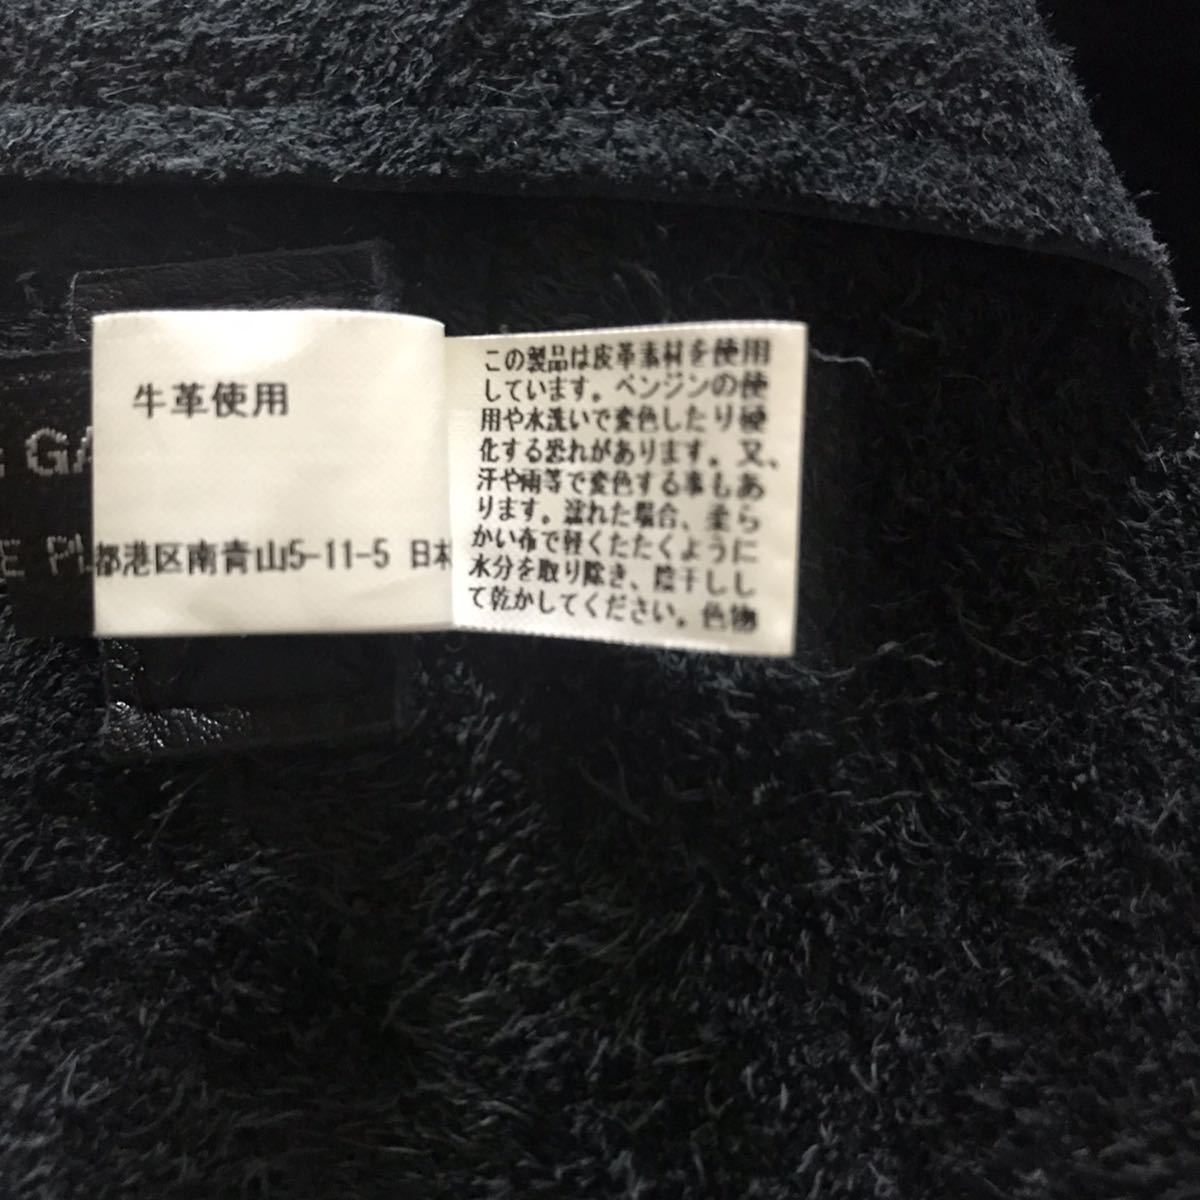 牛革使用
GA
E PL
都港区南青山5-11-5 日本
この製品は皮革素材を使用
しています。ベンジンの使
用や水洗いで変色したり硬
化する恐れがあります。又、
汗や雨等で変色する事もあ
ります。濡れた場合、柔ら
かい布で軽くたたくように
水分を取り除き、陰干しし
て乾かしてください。色物